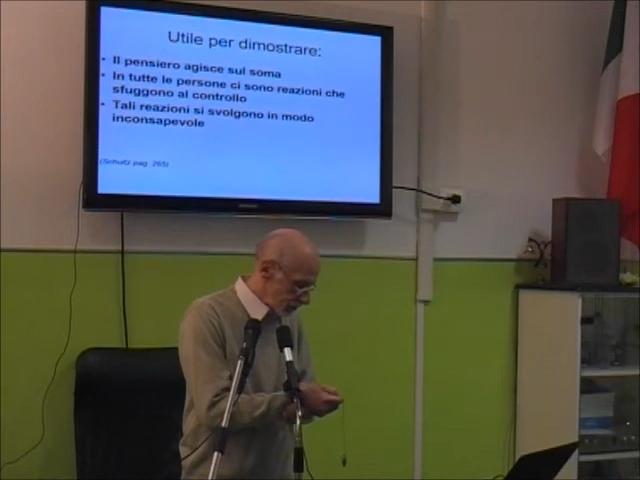 Utile per dimostrare:
• Il pensiero agisce sul soma
• In tutte le persone ci sono reazioni che
sfuggono al controllo
• Tali reazioni si svolgono in modo
inconsapevole
(Schultz pag. 265)